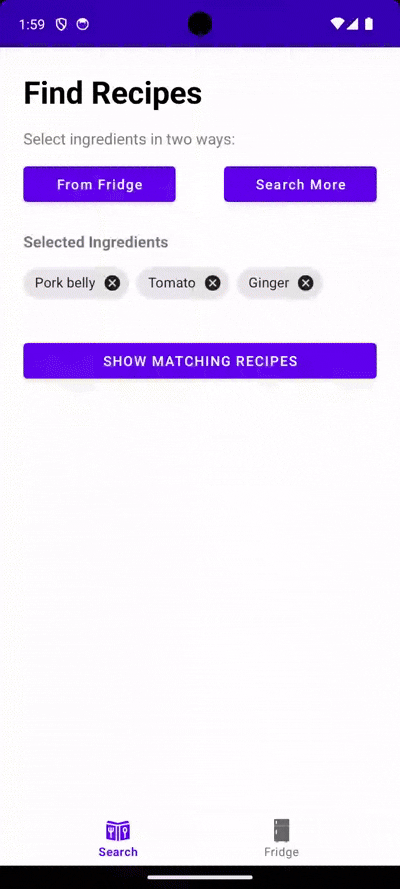 1:59
Find Recipes
Select ingredients in two ways:
From Fridge Search More
Selected Ingredients
Pork belly Tomato Ginger
SHOW MATCHING RECIPES
Search Fridge